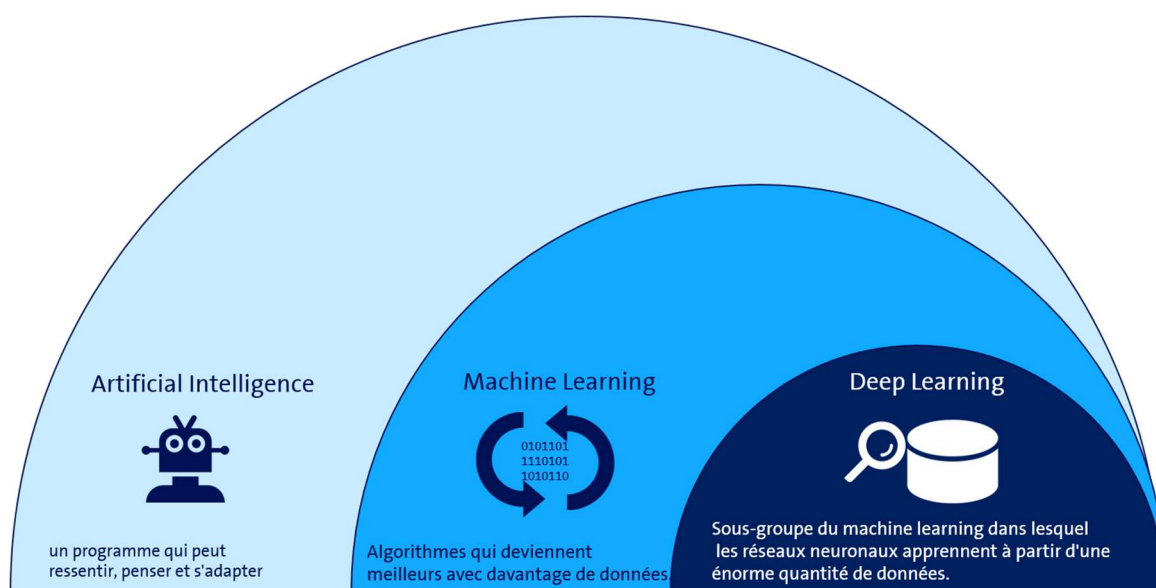 Artificial Intelligence
un programme qui peut
ressentir, penser et s'adapter
Machine Learning
0101101
1110101
1010110
Algorithmes qui deviennent
meilleurs avec davantage de données.
Deep Learning
Sous-groupe du machine learning dans lesquel
les réseaux neuronaux apprennent à partir d'une
énorme quantité de données.